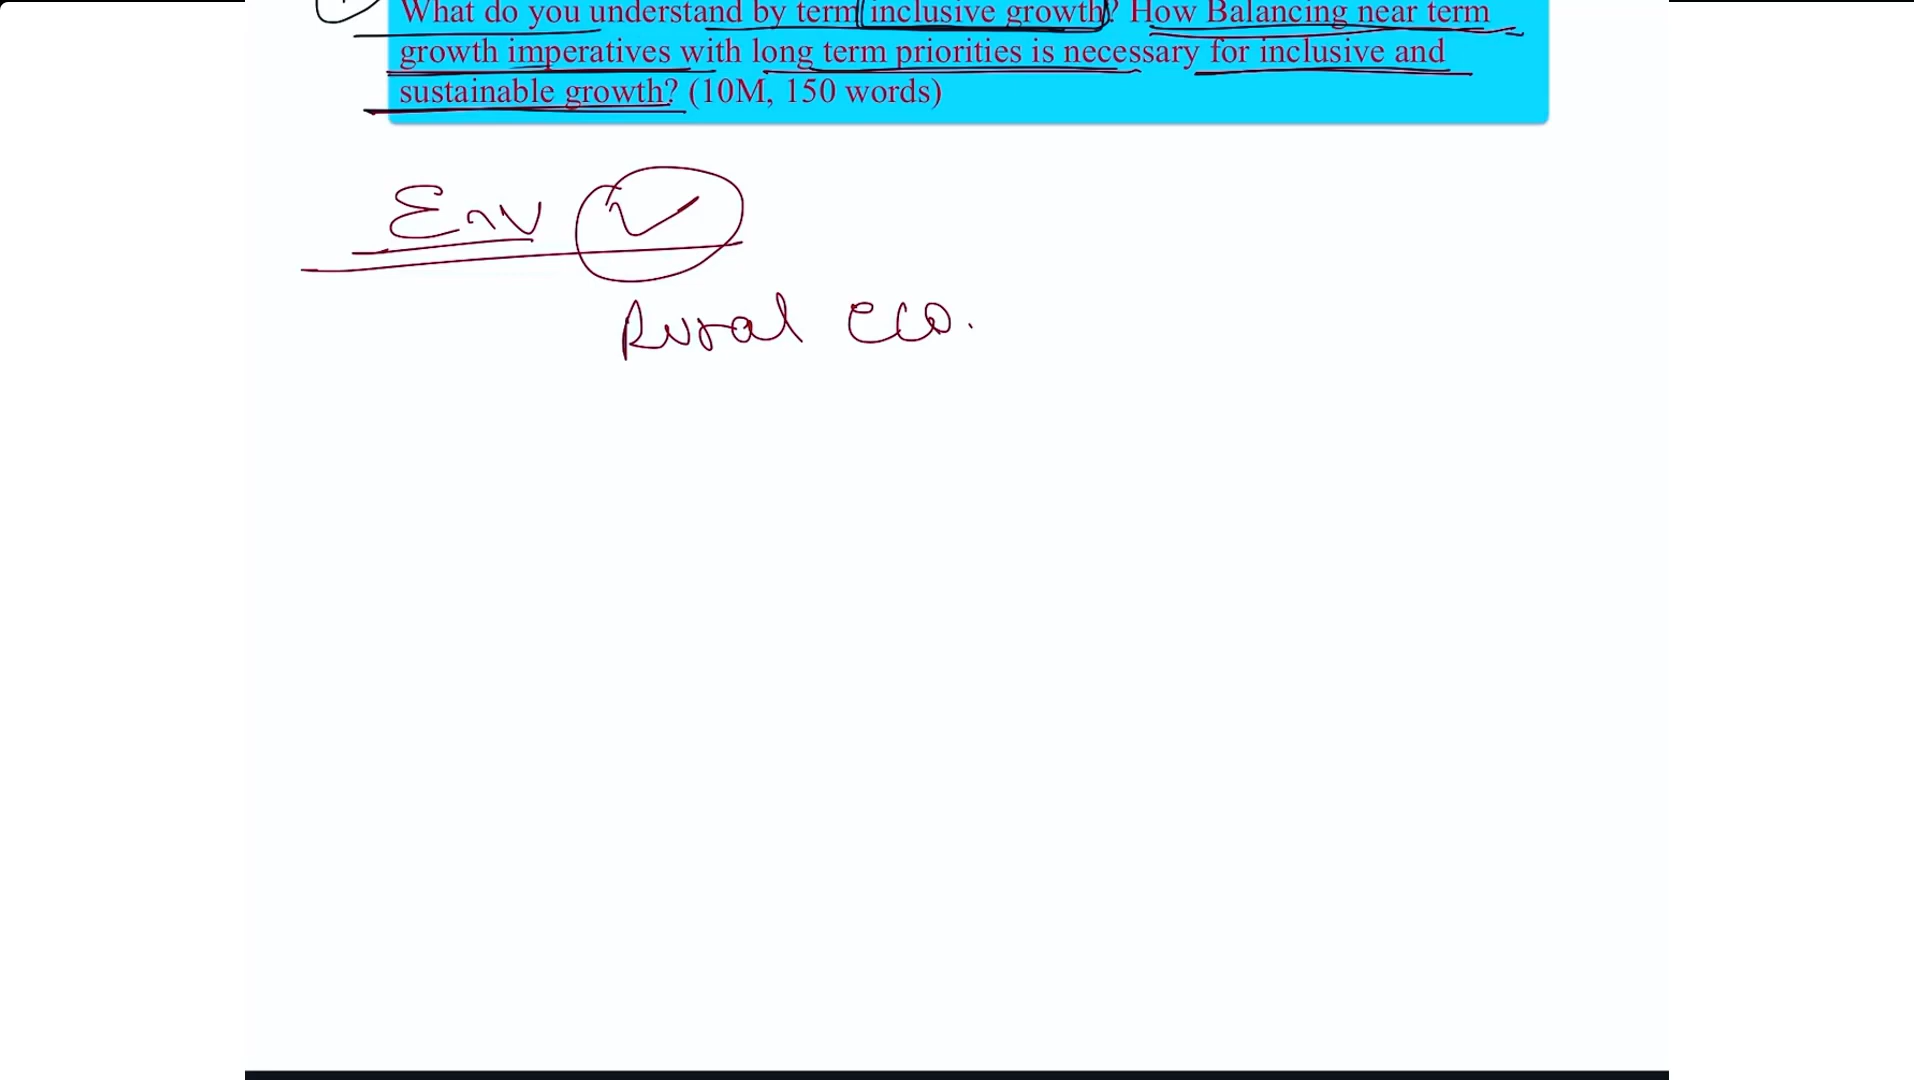 What do you understand by term (inclusive growth)? How Balancing near term
growth imperatives with long term priorities is necessary for inclusive and
sustainable growth? (10M, 150 words)
Env
Rural eco.